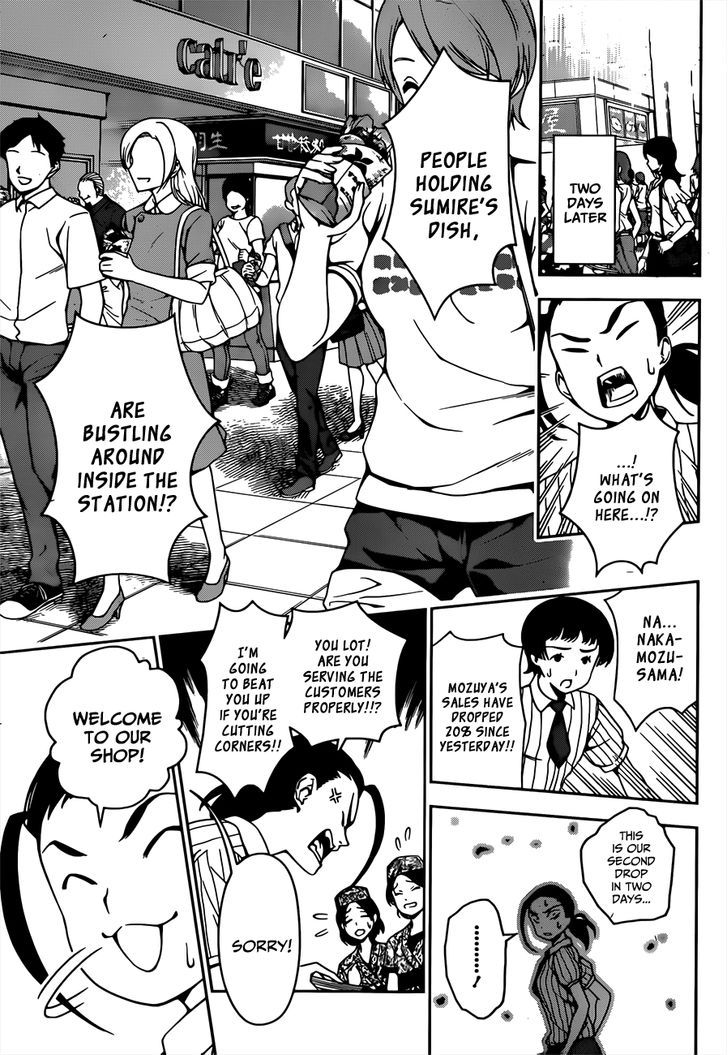 TWO
DAYS
LATER
屋
...!
WHAT'S
GOING ON
HERE...!?
PEOPLE
HOLDING
SUMIRE'S
DISH,
catr'e
ARE
BUSTLING
AROUND
INSIDE THE
STATION!?
NA...
NAKA-
MOZU-
SAMA!
MOZUYA'S
SALES HAVE
DROPPED
20% SINCE
YESTERDAY!!
THIS
IS OUR
SECOND
DROP
IN TWO
DAYS...
.........
YOU LOT!
ARE YOU
SERVING THE
CUSTOMERS
PROPERLY!!?
I'M
GOING
TO BEAT
YOU UP
IF YOU'RE
CUTTING
CORNERS!!
SORRY!
WELCOME
TO OUR
SHOP!